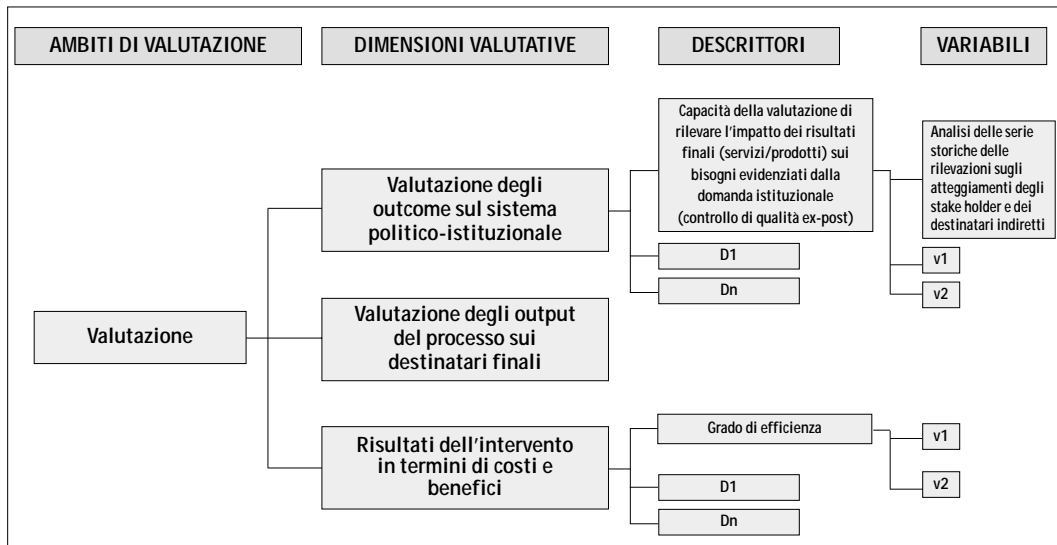 AMBITI DI VALUTAZIONE
DIMENSIONI VALUTATIVE
DESCRITTORI
VARIABILI
Capacità della valutazione di
rilevare l'impatto dei risultati
finali (servizi/prodotti) sui
bisogni evidenziati dalla
domanda istituzionale
(controllo di qualità ex-post)
Analisi delle serie
storiche delle
rilevazioni sugli
atteggiamenti degli
stake holder e dei
destinatari indiretti
Valutazione degli
outcome sul sistema
politico-istituzionale
D1
Dn
v1
v2
Valutazione
Valutazione degli output
del processo sui
destinatari finali
Risultati dell'intervento
in termini di costi e
benefici
Grado di efficienza
D1
Dn
v1
v2